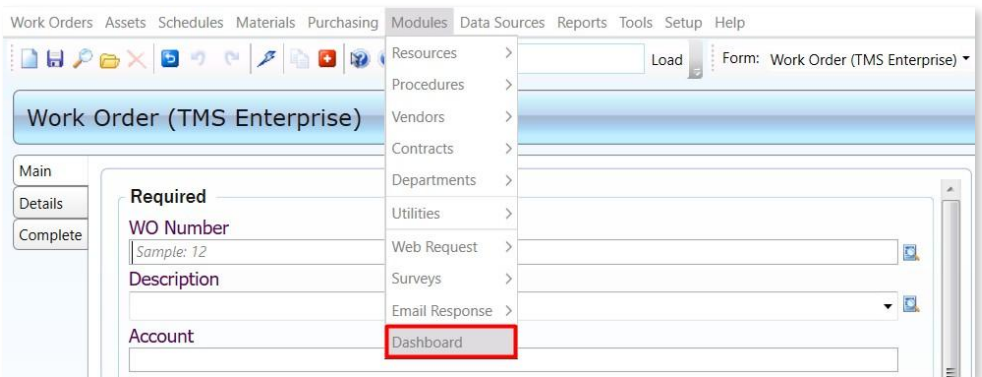 Work Orders Assets Schedules Materials Purchasing Modules Data Sources Reports Tools Setup Help
Load Form: Work Order (TMS Enterprise)
Work Order (TMS Enterprise)
Resources
Procedures
Vendors
Contracts
Departments
Utilities
Web Request
Surveys
Email Response
Dashboard
Main
Details
Complete
Required
WO Number
Sample: 12
Description
Account